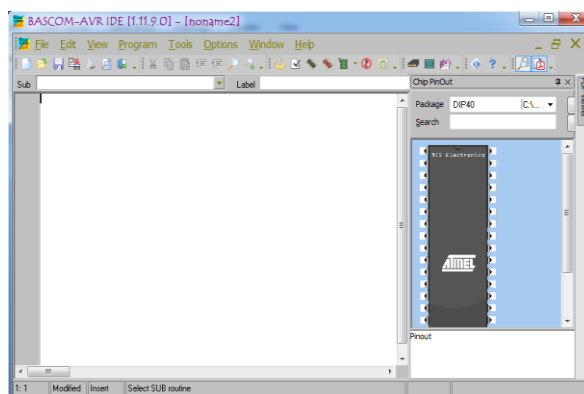 BASCOM-AVR IDE [1.11.9.0] - [noname2]
File Edit View Program Tools Options Window Help
Sub Label
Chip PinOut
Package DIP40 C:\...
Search
MCS Electronics
ATMEL
Pinout
1: 1 Modified Insert Select SUB routine